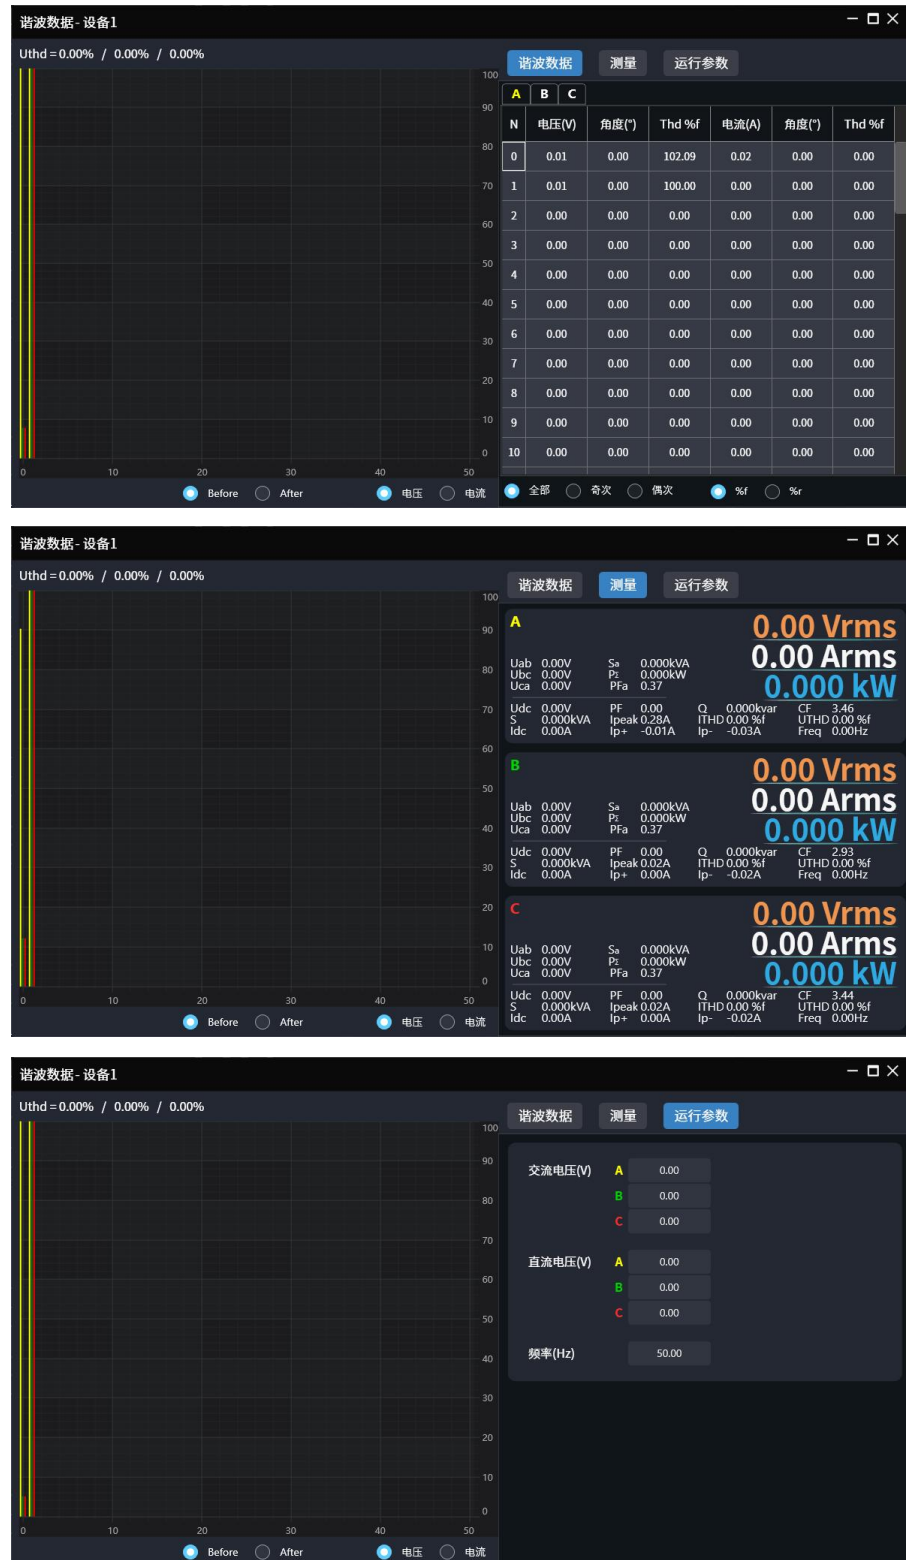 谐波数据- 设备1
Uthd = 0.00% / 0.00% / 0.00%
谐波数据 测量 运行参数
100
90
80
70
60
50
40
30
20
10
0
0 10 20 30 40 50
Before After 电压 电流
A B C
N 电压(V) 角度(°) Thd %f 电流(A) 角度(°) Thd %f
0 0.01 0.00 102.09 0.02 0.00 0.00
1 0.01 0.00 100.00 0.00 0.00 0.00
2 0.00 0.00 0.00 0.00 0.00 0.00
3 0.00 0.00 0.00 0.00 0.00 0.00
4 0.00 0.00 0.00 0.00 0.00 0.00
5 0.00 0.00 0.00 0.00 0.00 0.00
6 0.00 0.00 0.00 0.00 0.00 0.00
7 0.00 0.00 0.00 0.00 0.00 0.00
8 0.00 0.00 0.00 0.00 0.00 0.00
9 0.00 0.00 0.00 0.00 0.00 0.00
10 0.00 0.00 0.00 0.00 0.00 0.00
全部 奇次 偶次 %f %r
谐波数据- 设备1
Uthd = 0.00% / 0.00% / 0.00%
谐波数据 测量 运行参数
100
90
80
70
60
50
40
30
20
10
0
0 10 20 30 40 50
Before After 电压 电流
A
0.00 Vrms
0.00 Arms
0.000 kW
Uab 0.00V Sa 0.000kVA
Ubc 0.00V PΣ 0.000kW
Uca 0.00V PFa 0.37
Udc 0.00V PF 0.00 Q 0.000kvar CF 3.46
S 0.000kVA Ipeak 0.28A ITHD 0.00 %f UTHD 0.00 %f
Idc 0.00A Ip+ -0.01A Ip- -0.03A Freq 0.00Hz
B
0.00 Vrms
0.00 Arms
0.000 kW
Uab 0.00V Sa 0.000kVA
Ubc 0.00V PΣ 0.000kW
Uca 0.00V PFa 0.37
Udc 0.00V PF 0.00 Q 0.000kvar CF 2.93
S 0.000kVA Ipeak 0.02A ITHD 0.00 %f UTHD 0.00 %f
Idc 0.00A Ip+ 0.00A Ip- -0.02A Freq 0.00Hz
C
0.00 Vrms
0.00 Arms
0.000 kW
Uab 0.00V Sa 0.000kVA
Ubc 0.00V PΣ 0.000kW
Uca 0.00V PFa 0.37
Udc 0.00V PF 0.00 Q 0.000kvar CF 3.44
S 0.000kVA Ipeak 0.02A ITHD 0.00 %f UTHD 0.00 %f
Idc 0.00A Ip+ 0.00A Ip- -0.02A Freq 0.00Hz
谐波数据- 设备1
Uthd = 0.00% / 0.00% / 0.00%
谐波数据 测量 运行参数
100
90
80
70
60
50
40
30
20
10
0
0 10 20 30 40 50
Before After 电压 电流
交流电压(V) A 0.00
B 0.00
C 0.00
直流电压(V) A 0.00
B 0.00
C 0.00
频率(Hz) 50.00